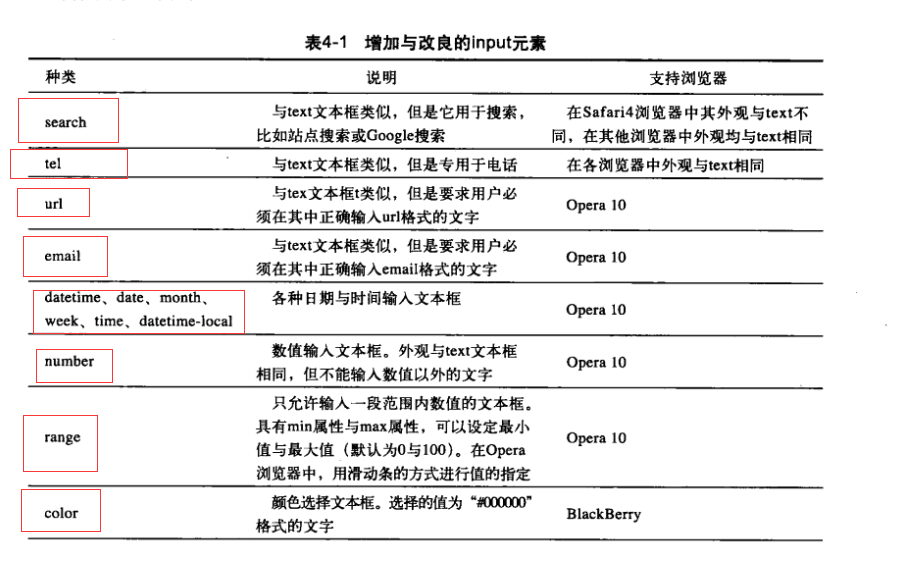 表4-1 增加与改良的input元素
种类 说明 支持浏览器
search
与text文本框类似，但是它用于搜索，
比如站点搜索或Google搜索
在Safari4浏览器中其外观与text不
同，在其他浏览器中外观均与text相同
tel
与text文本框类似，但是专用于电话
在各浏览器中外观与text相同
url
与tex文本框t类似，但是要求用户必
须在其中正确输入url格式的文字
Opera 10
email
与text文本框类似，但是要求用户必
须在其中正确输入email格式的文字
Opera 10
datetime、date、month、
week、time、datetime-local
各种日期与时间输入文本框
Opera 10
number
数值输入文本框。外观与text文本框
相同，但不能输入数值以外的文字
Opera 10
range
只允许输入一段范围内数值的文本框。
具有min属性与max属性，可以设定最小
值与最大值（默认为0与100）。在Opera
浏览器中，用滑动条的方式进行值的指定
Opera 10
color
颜色选择文本框。选择的值为“#000000”
格式的文字
BlackBerry